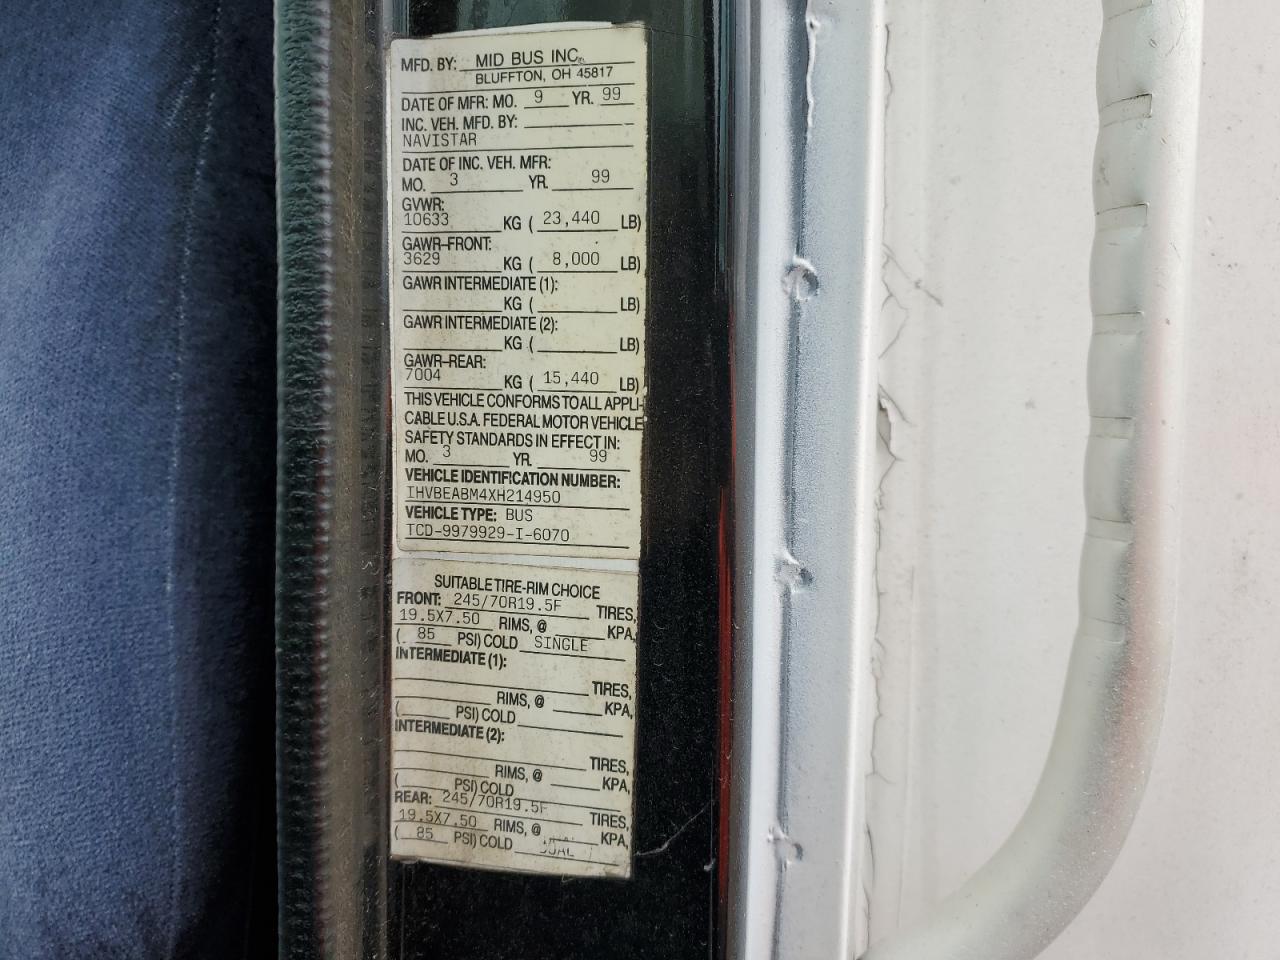 MFD. BY: MID BUS INC.
BLUFFTON, OH 45817
DATE OF MFR: MO. 9 YR. 99
INC. VEH. MFD. BY:
NAVISTAR
DATE OF INC. VEH. MFR:
MO. 3 YR. 99
GVWR:
10633 KG ( 23,440 LB)
GAWR-FRONT:
3629 KG ( 8,000 LB)
GAWR INTERMEDIATE (1):
KG ( LB)
GAWR INTERMEDIATE (2):
KG ( LB)
GAWR-REAR:
7004 KG ( 15,440 LB)
THIS VEHICLE CONFORMS TO ALL APPLI-
CABLE U.S.A. FEDERAL MOTOR VEHICLE
SAFETY STANDARDS IN EFFECT IN:
MO. 3 YR. 99
VEHICLE IDENTIFICATION NUMBER:
IHVBEABM4XH214950
VEHICLE TYPE: BUS
TCD-9979929-I-6070
SUITABLE TIRE-RIM CHOICE
FRONT: 245/70R19.5F TIRES,
19.5X7.50 RIMS, @ KPA,
( 85 PSI) COLD SINGLE
INTERMEDIATE (1):
TIRES,
RIMS, @ KPA,
( PSI) COLD
INTERMEDIATE (2):
TIRES,
RIMS, @ KPA,
( PSI) COLD
REAR: 245/70R19.5F TIRES,
19.5X7.50 RIMS, @ KPA,
( 85 PSI) COLD